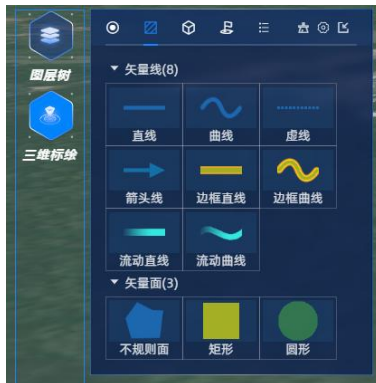 图层树
三维标绘
矢量线(8)
直线
曲线
虚线
箭头线
边框直线
边框曲线
流动直线
流动曲线
矢量面(3)
不规则面
矩形
圆形